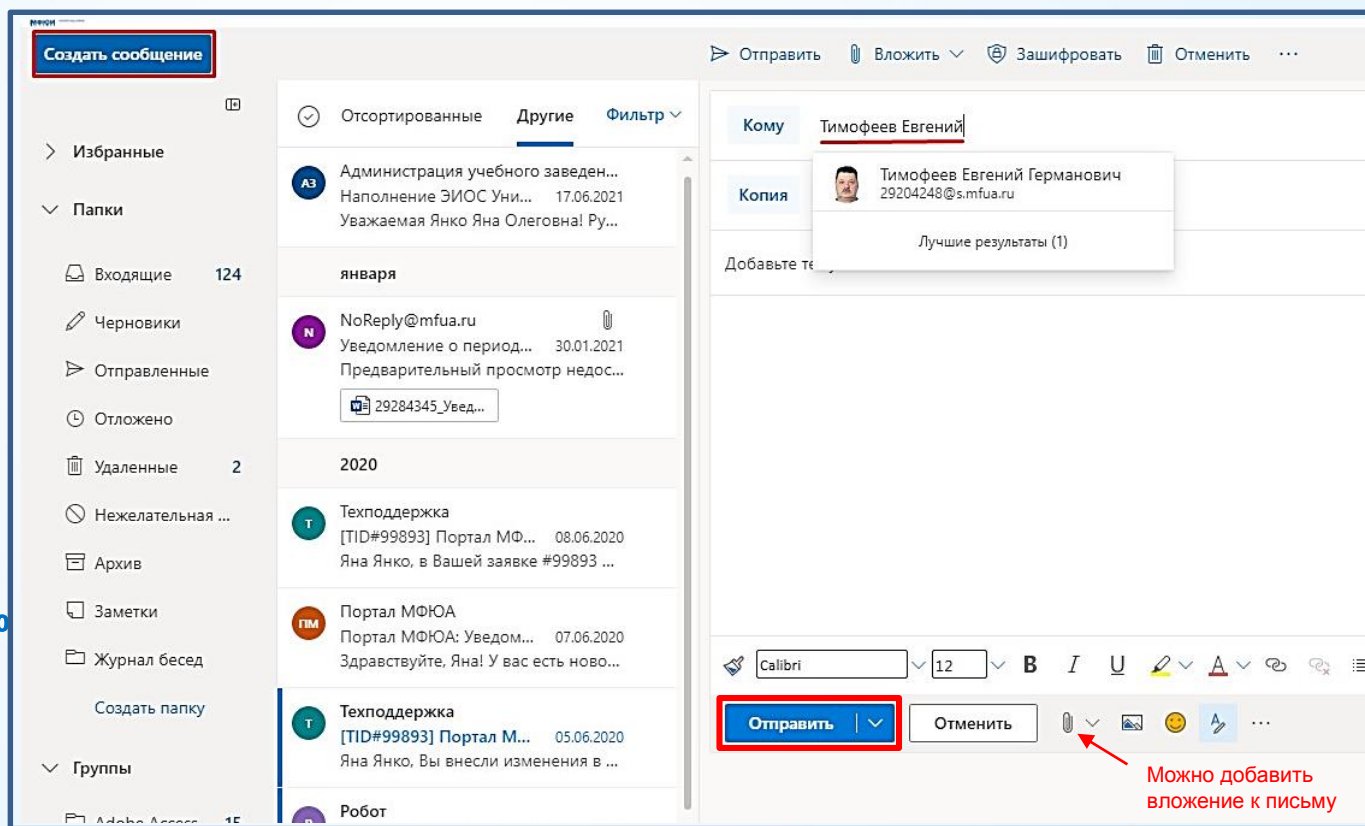 Создать сообщение
Отправить Вложить Зашифровать Отменить ...
Избранные
Папки
Входящие 124
Черновики
Отправленные
Отложено
Удаленные 2
Нежелательная ...
Архив
Заметки
Журнал бесед
Создать папку
Группы
Adobe Access 15
Отсортированные Другие Фильтр
АЗ
Администрация учебного заведен...
Наполнение ЭИОС Уни... 17.06.2021
Уважаемая Янко Яна Олеговна! Ру...
января
N
NoReply@mfua.ru
Уведомление о период... 30.01.2021
Предварительный просмотр недос...
29284345_Увед...
2020
Т
Техподдержка
[TID#99893] Портал МФ... 08.06.2020
Яна Янко, в Вашей заявке #99893 ...
ПМ
Портал МФЮА
Портал МФЮА: Уведом... 07.06.2020
Здравствуйте, Яна! У вас есть ново...
Т
Техподдержка
[TID#99893] Портал М... 05.06.2020
Яна Янко, Вы внесли изменения в ...
Робот
Кому Тимофеев Евгений
Тимофеев Евгений Германович
29204248@s.mfua.ru
Лучшие результаты (1)
Копия
Добавьте
Calibri 12 B I U A
Отправить Отменить ...
Можно добавить
вложение к письму